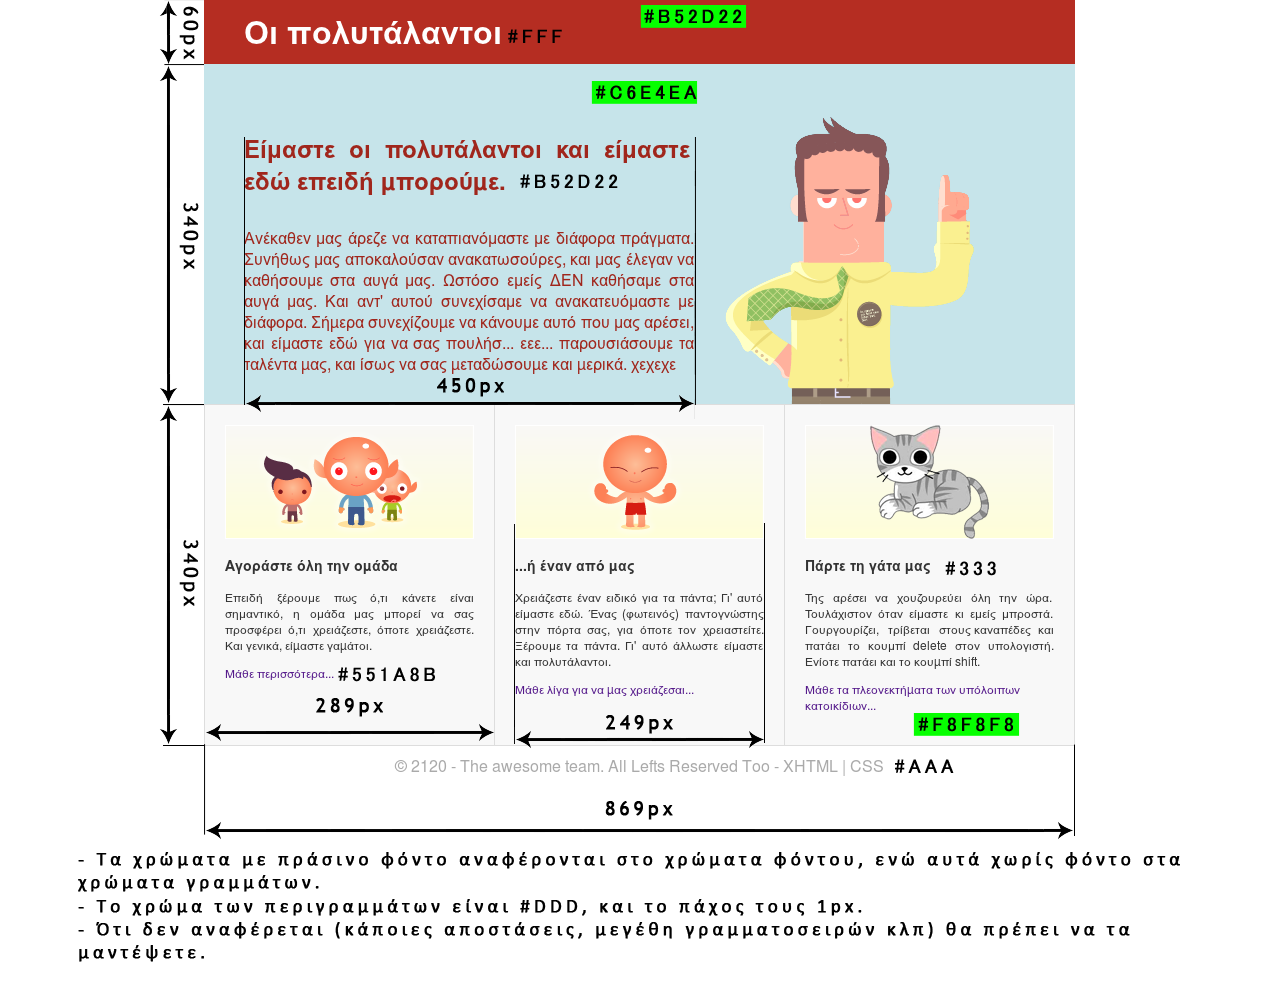 60px
Οι πολυτάλαντοι #FFF
#B52D22
#C6E4EA
340px
Είμαστε οι πολυτάλαντοι και είμαστε
εδώ επειδή μπορούμε. #B52D22
Ανέκαθεν μας άρεζε να καταπιανόμαστε με διάφορα πράγματα.
Συνήθως μας αποκαλούσαν ανακατωσούρες, και μας έλεγαν να
καθήσουμε στα αυγά μας. Ωστόσο εμείς ΔΕΝ καθήσαμε στα
αυγά μας. Και αντ' αυτού συνεχίσαμε να ανακατευόμαστε με
διάφορα. Σήμερα συνεχίζουμε να κάνουμε αυτό που μας αρέσει,
και είμαστε εδώ για να σας πουλήσ... εεε... παρουσιάσουμε τα
ταλέντα μας, και ίσως να σας μεταδώσουμε και μερικά. χεχεχε
450px
340px
Αγοράστε όλη την ομάδα
Επειδή ξέρουμε πως ό,τι κάνετε είναι
σημαντικό, η ομάδα μας μπορεί να σας
προσφέρει ό,τι χρειάζεστε, όποτε χρειάζεστε.
Και γενικά, είμαστε γαμάτοι.
Μάθε περισσότερα... #551A8B
289px
...ή έναν από μας
Χρειάζεστε έναν ειδικό για τα πάντα; Γι' αυτό
είμαστε εδώ. Ένας (φωτεινός) παντογνώστης
στην πόρτα σας, για όποτε τον χρειαστείτε.
Ξέρουμε τα πάντα. Γι' αυτό άλλωστε είμαστε
και πολυτάλαντοι.
Μάθε λίγα για να μας χρειάζεσαι...
249px
Πάρτε τη γάτα μας #333
Της αρέσει να χουζουρεύει όλη την ώρα.
Τουλάχιστον όταν είμαστε κι εμείς μπροστά.
Γουργουρίζει, τρίβεται στους καναπέδες και
πατάει το κουμπί delete στον υπολογιστή.
Ενίοτε πατάει και το κουμπί shift.
Μάθε τα πλεονεκτήματα των υπόλοιπων
κατοικίδιων...
#F8F8F8
© 2120 - The awesome team. All Lefts Reserved Too - XHTML | CSS #AAA
869px
- Τα χρώματα με πράσινο φόντο αναφέρονται στο χρώματα φόντου, ενώ αυτά χωρίς φόντο στα
χρώματα γραμμάτων.
- Το χρώμα των περιγραμμάτων είναι #DDD, και το πάχος τους 1px.
- Ότι δεν αναφέρεται (κάποιες αποστάσεις, μεγέθη γραμματοσειρών κλπ) θα πρέπει να τα
μαντέψετε.